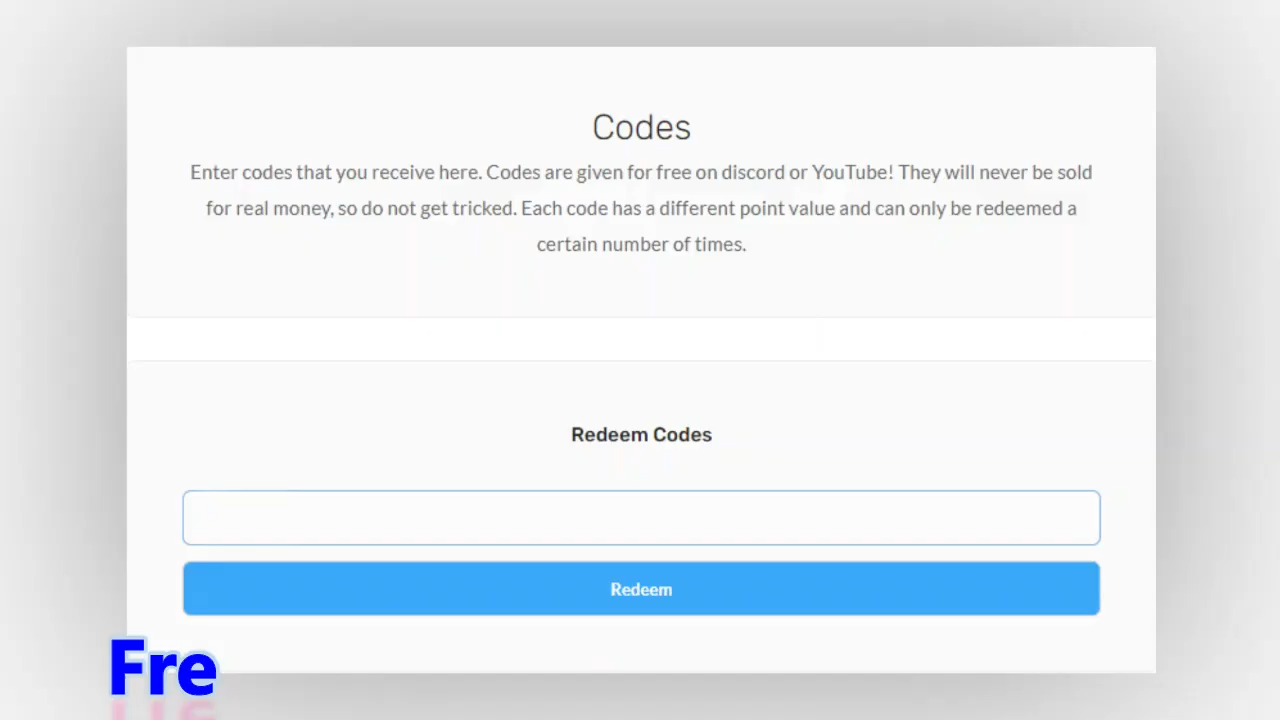 Codes
Enter codes that you receive here. Codes are given for free on discord or YouTube! They will never be sold
for real money, so do not get tricked. Each code has a different point value and can only be redeemed a
certain number of times.
Redeem Codes
Redeem
Fre